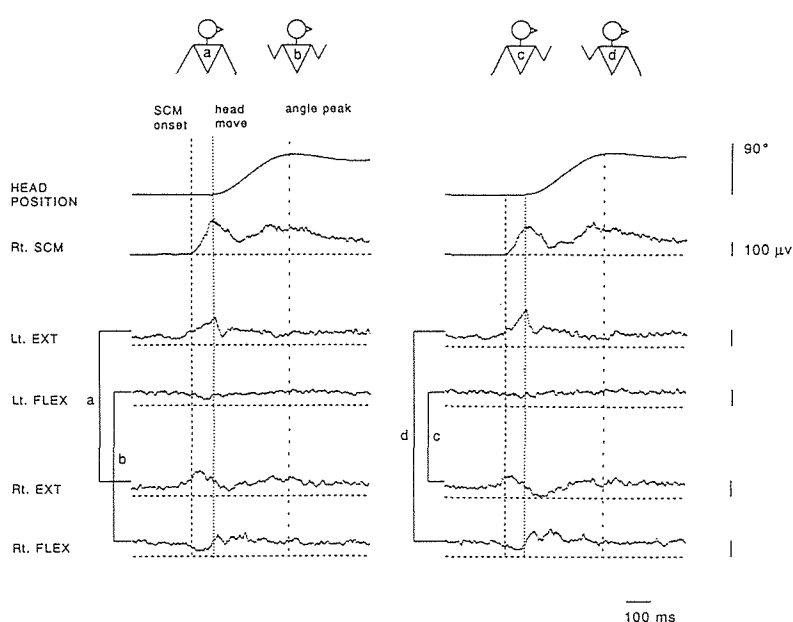 a
b
c
d
SCM
onset
head
move
angle peak
HEAD
POSITION
90°
Rt. SCM
100 μv
Lt. EXT
Lt. FLEX
a
b
d
c
Rt. EXT
Rt. FLEX
100 ms